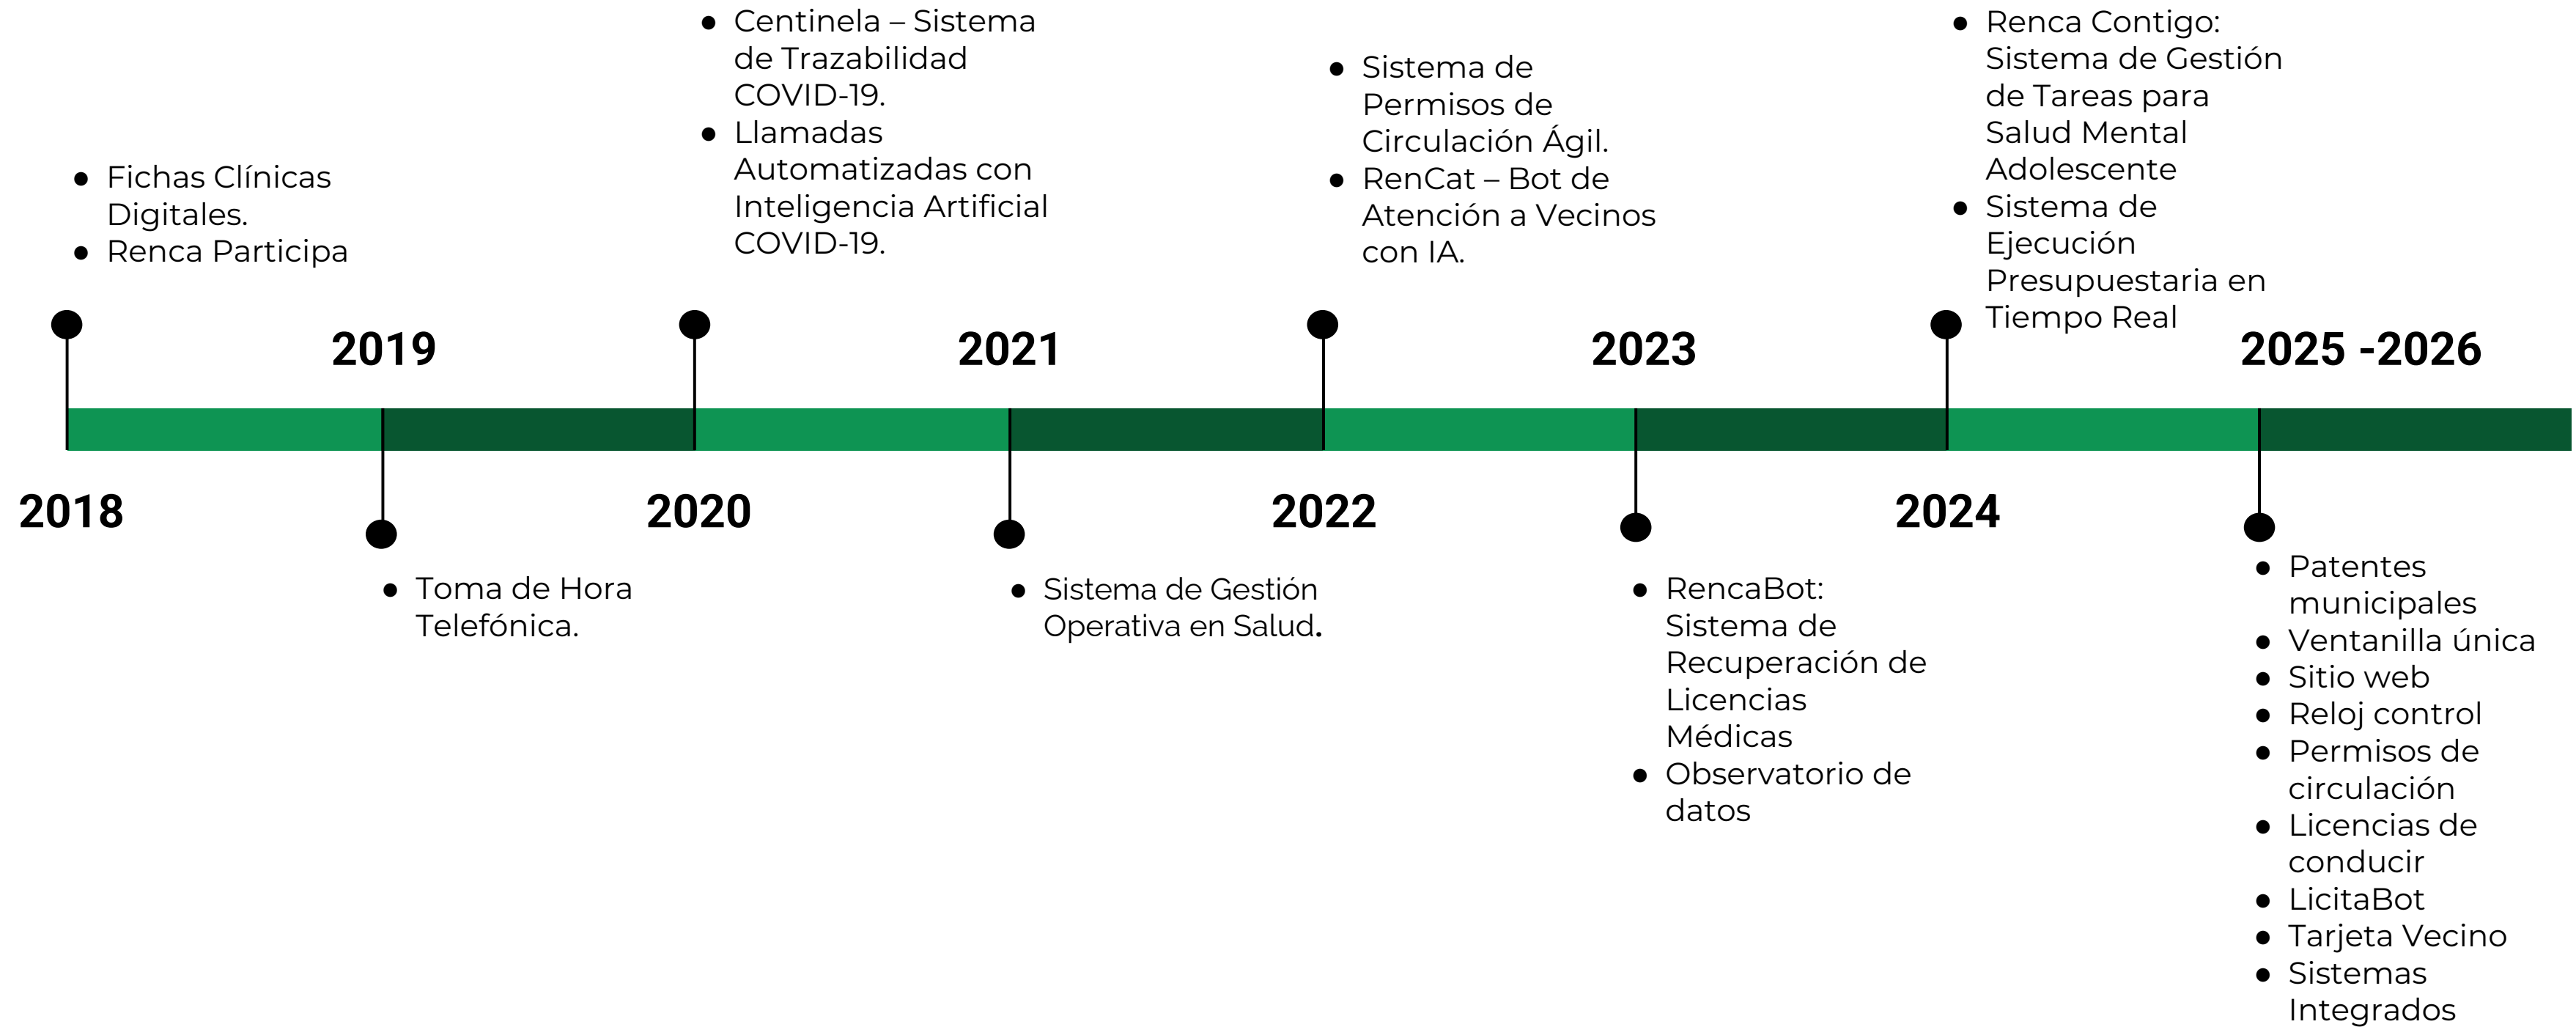 ● Fichas Clínicas
Digitales.
● Renca Participa
2018
2019
● Toma de Hora
Telefónica.
● Centinela – Sistema
de Trazabilidad
COVID-19.
● Llamadas
Automatizadas con
Inteligencia Artificial
COVID-19.
2020
2021
● Sistema de Gestión
Operativa en Salud.
● Sistema de
Permisos de
Circulación Ágil.
● RenCat – Bot de
Atención a Vecinos
con IA.
2022
2023
● RencaBot:
Sistema de
Recuperación de
Licencias
Médicas
● Observatorio de
datos
● Renca Contigo:
Sistema de Gestión
de Tareas para
Salud Mental
Adolescente
● Sistema de
Ejecución
Presupuestaria en
Tiempo Real
2024
2025 -2026
● Patentes
municipales
● Ventanilla única
● Sitio web
● Reloj control
● Permisos de
circulación
● Licencias de
conducir
● LicitaBot
● Tarjeta Vecino
● Sistemas
Integrados